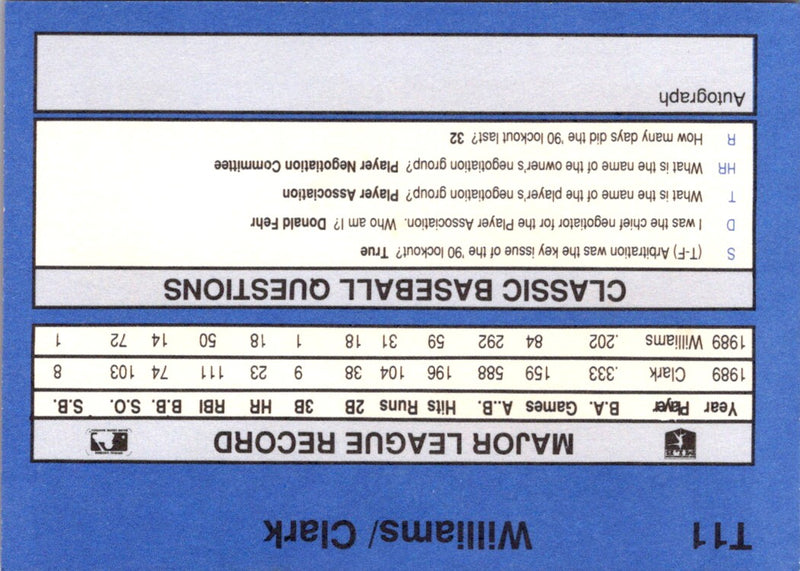 T11 Williams/ Clark
MAJOR LEAGUE RECORD
Year Player B.A. Games A..B. Hits Runs 2B 3B HR RBI B.B. S.O. S.B.
1989 Clark .333 159 588 196 104 38 9 23 111 74 103 8
1989 Williams .202 84 292 59 31 18 1 18 50 14 72 1
CLASSIC BASEBALL QUESTIONS
S (T-F) Arbitration was the key issue of the '90 lockout? True
D I was the chief negotiator for the Player Association. Who am I? Donald Fehr
T What is the name of the player's negotiation group? Player Association
HR What is the name of the owner's negotiation group? Player Negotiation Committee
R How many days did the '90 lockout last? 32
Autograph